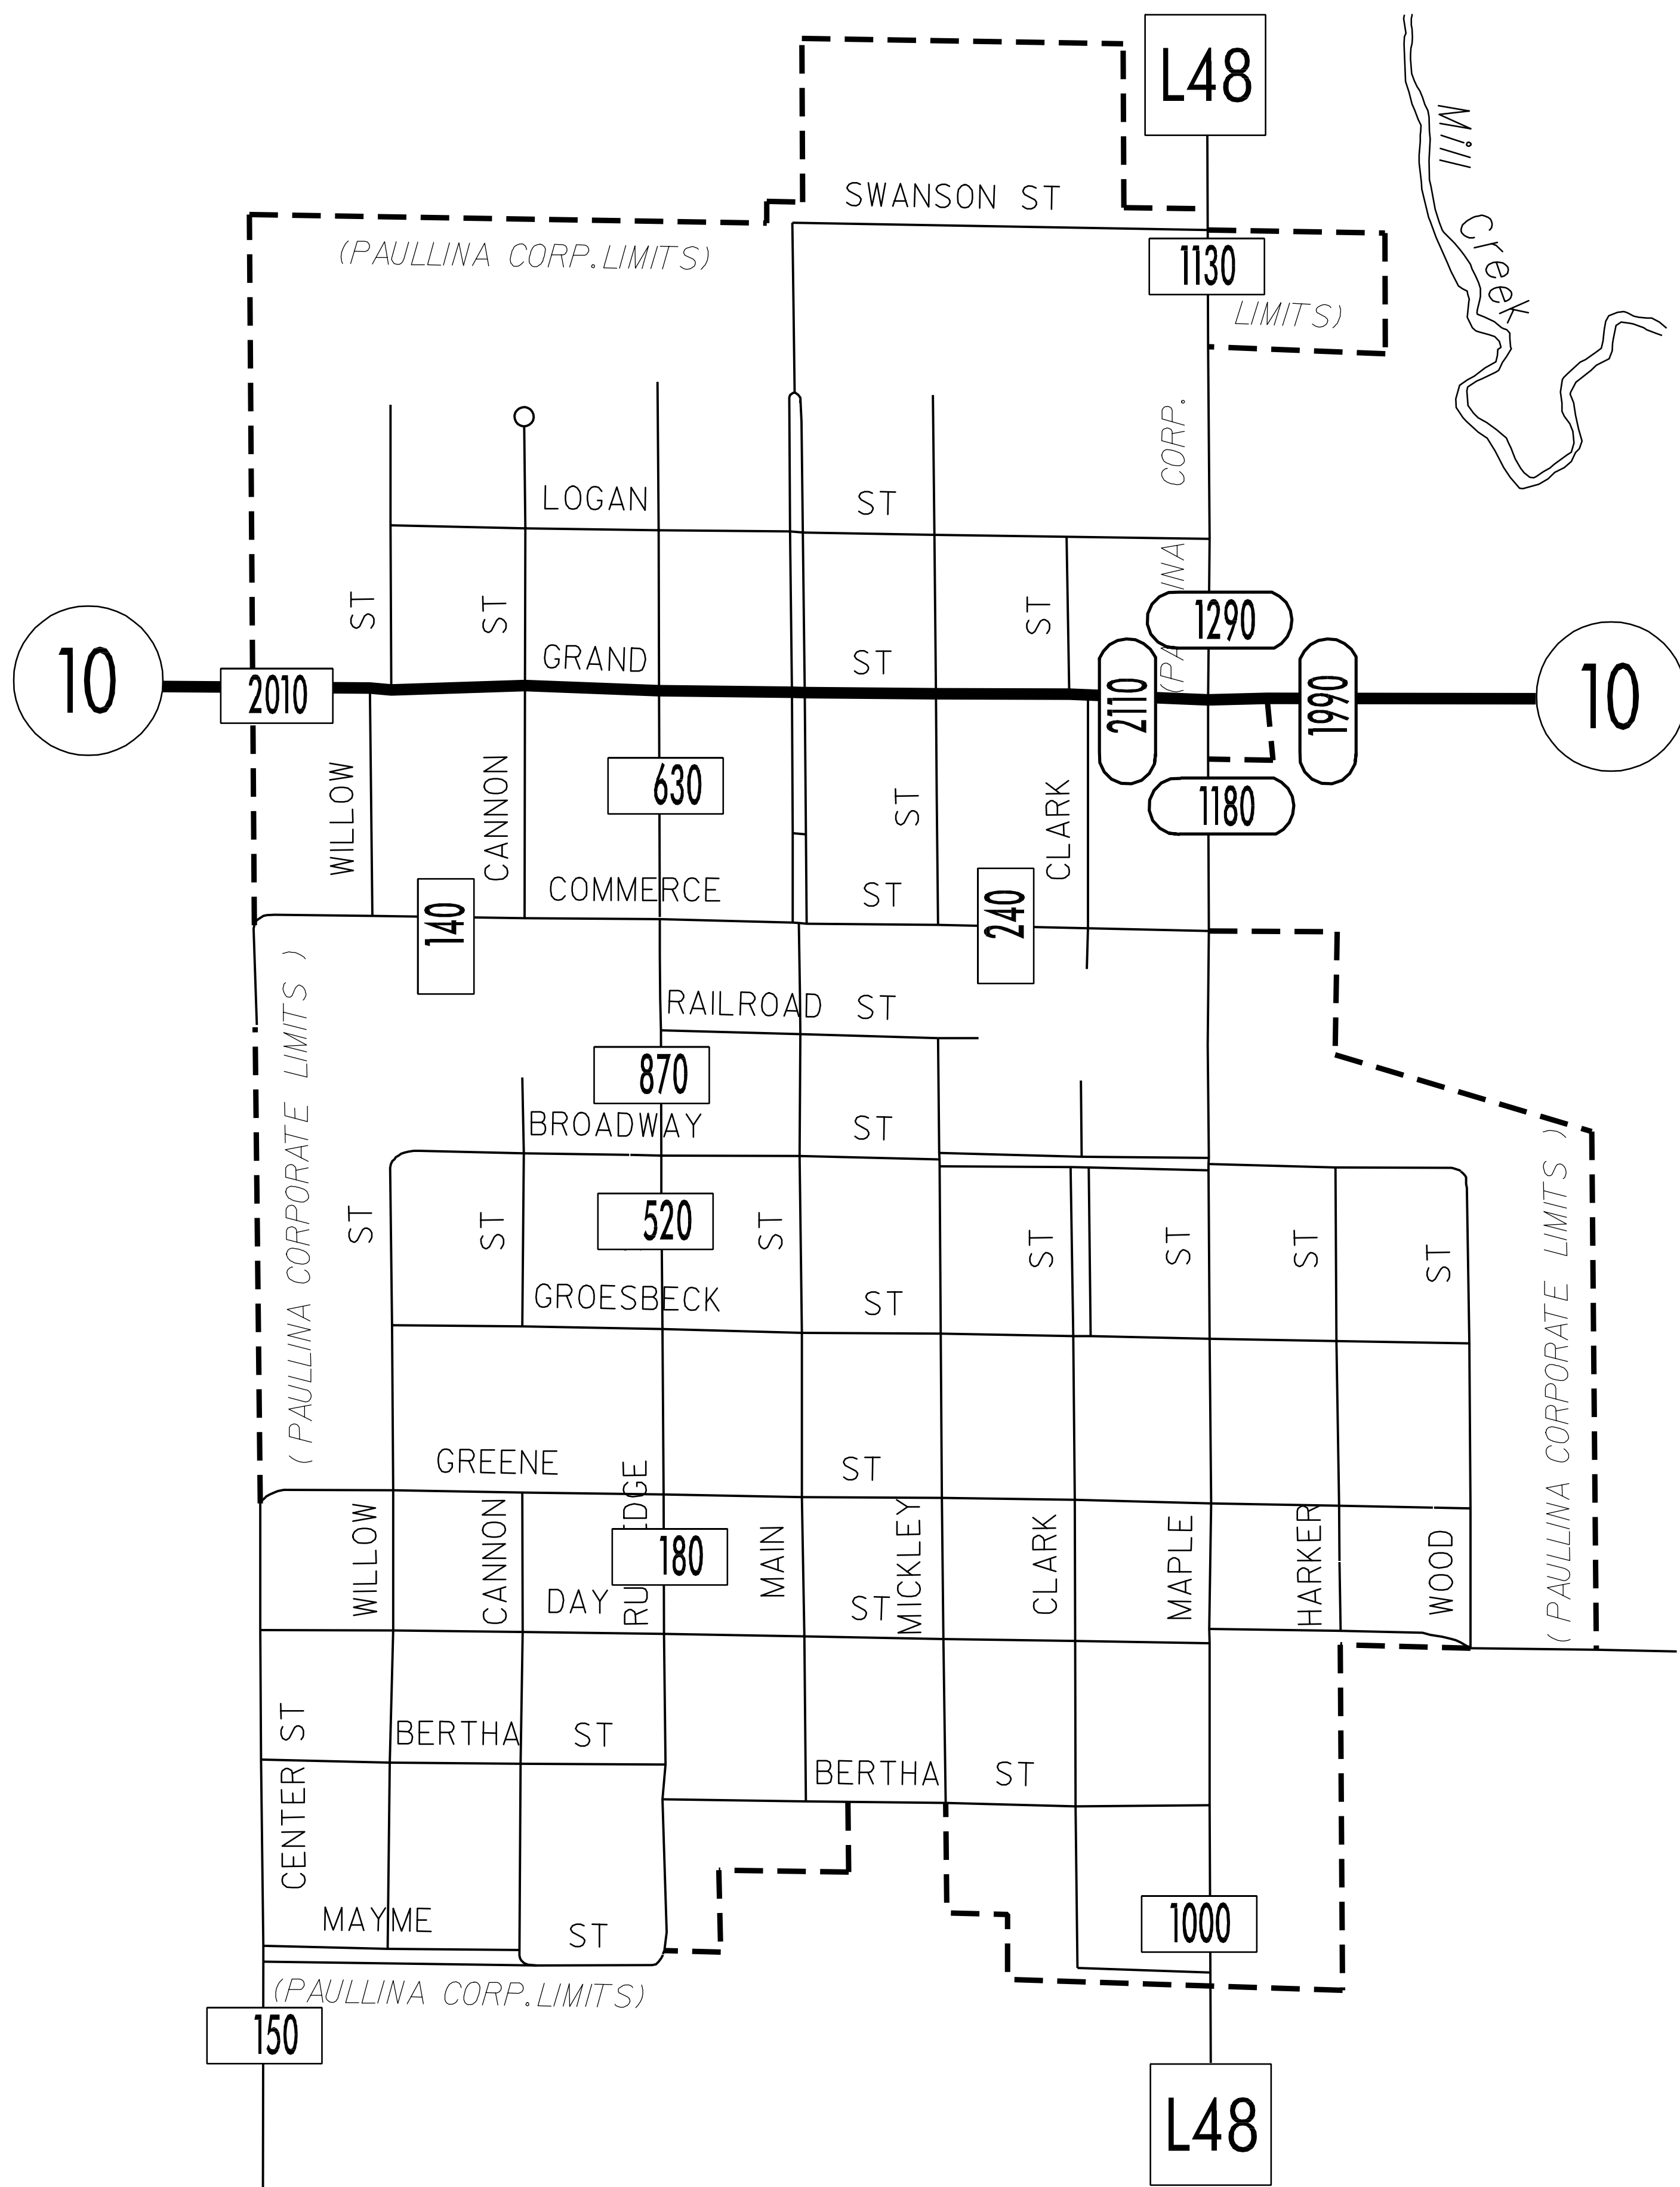 L48
Mill
Creek
SWANSON ST
(PAULLINA CORP. LIMITS)
1130
LIMITS)
CORP.
LOGAN ST
ST
ST
ST
1290
GRAND ST
10
2010
2110
1990
10
WILLOW
CANNON
630
ST
CLARK
1180
COMMERCE ST
140
240
(PAULLINA CORPORATE LIMITS)
RAILROAD ST
870
BROADWAY ST
ST
ST
520
ST
ST
ST
ST
ST
GROESBECK ST
(PAULLINA CORPORATE LIMITS)
GREENE ST
WILLOW
CANNON
180
MAIN
MICKLEY
CLARK
MAPLE
HARKER
WOOD
DAY ST
CENTER ST
BERTHA ST
BERTHA ST
MAYME ST
1000
(PAULLINA CORP. LIMITS)
150
L48